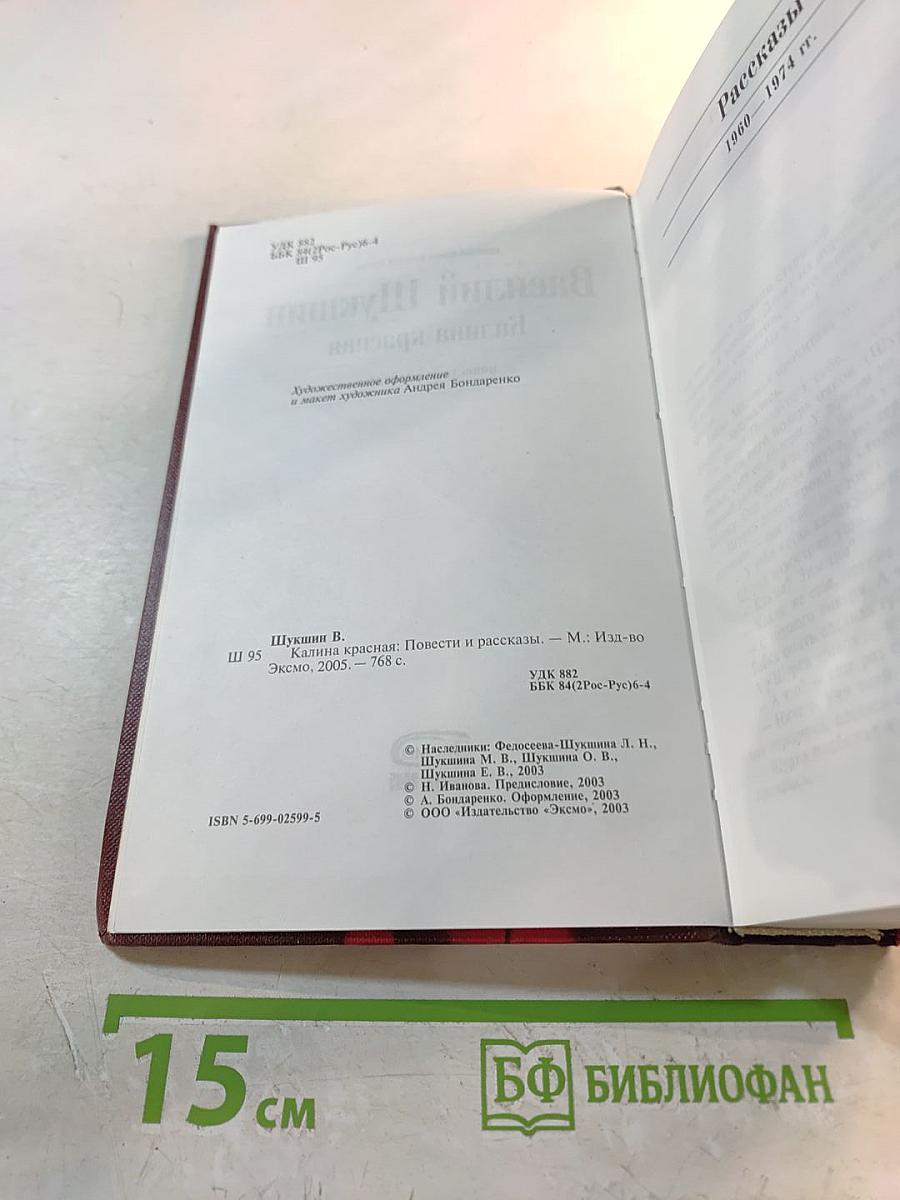 УДК 882
ББК 84(2Рос-Рус)6-4
Ш 95
Художественное оформление
и макет художника Андрея Бондаренко
Шукшин В.
Ш 95 Калина красная: Повести и рассказы. — М.: Изд-во
Эксмо, 2005. — 768 с.
УДК 882
ББК 84(2Рос-Рус)6-4
© Наследники: Федосеева-Шукшина Л. Н.,
Шукшина М. В., Шукшина О. В.,
Шукшина Е. В., 2003
© Н. Иванова. Предисловие, 2003
© А. Бондаренко. Оформление, 2003
© ООО «Издательство «Эксмо», 2003
ISBN 5-699-02599-5
Рассказы
1960—1974 гг.
15 см
БФ БИБЛИОФАН